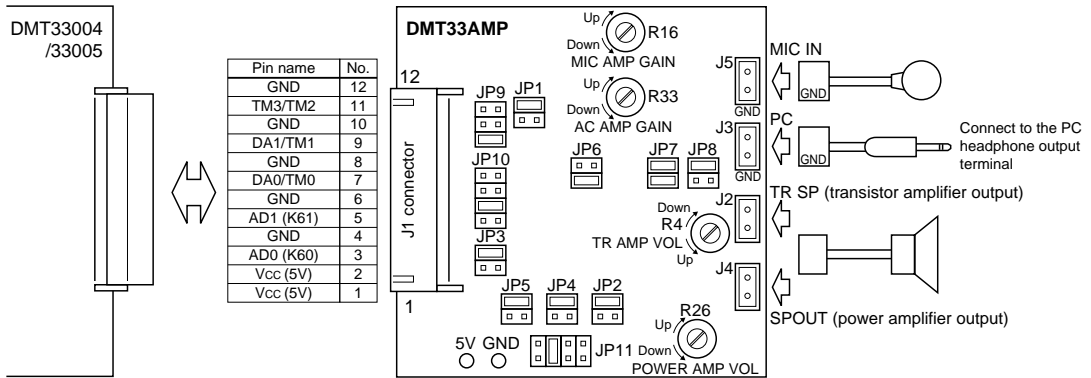 DMT33004
/33005
Pin name No.
GND 12
TM3/TM2 11
GND 10
DA1/TM1 9
GND 8
DA0/TM0 7
GND 6
AD1 (K61) 5
GND 4
AD0 (K60) 3
VCC (5V) 2
VCC (5V) 1
DMT33AMP
12
J1 connector
1
Up
Down
R16
MIC AMP GAIN
Up
Down
R33
AC AMP GAIN
JP9
JP1
JP10
JP3
JP6
JP7
JP8
Down
R4
TR AMP VOL
Up
JP5
JP4
JP2
5V
GND
JP11
R26
Up
Down
POWER AMP VOL
J5
GND
J3
GND
J2
J4
MIC IN
GND
PC
GND
Connect to the PC
headphone output
terminal
TR SP (transistor amplifier output)
SPOUT (power amplifier output)